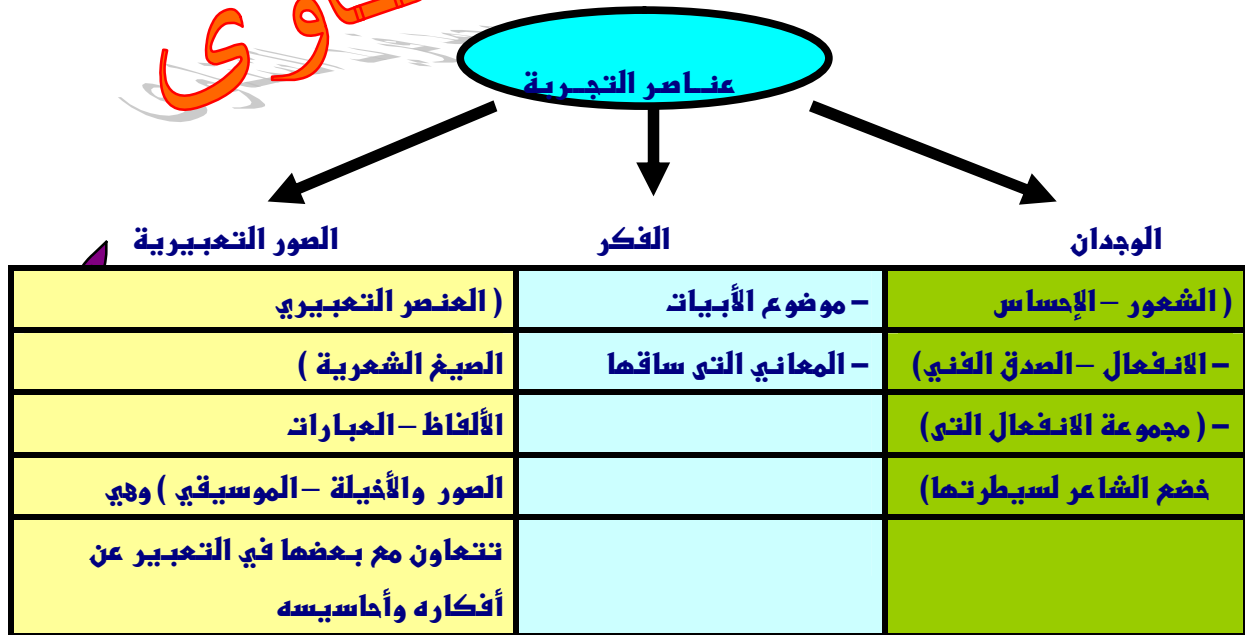 عناصر التجربة
الوجدان
الفكر
الصور التعبيرية
( الشعور – الإحساس
– موضوع الأبيات
( العنصر التعبيري
– الانفعال – الصدق الفني)
– المعاني التى ساقها
الصيغ الشعرية )
– ( مجموعة الانفعال التى)
الألفاظ – العبارات
خضع الشاعر لسيطرتها)
الصور والأخيلة – الموسيقي ) وهي
تتعاون مع بعضها في التعبير عن
أفكاره وأحاسيسه